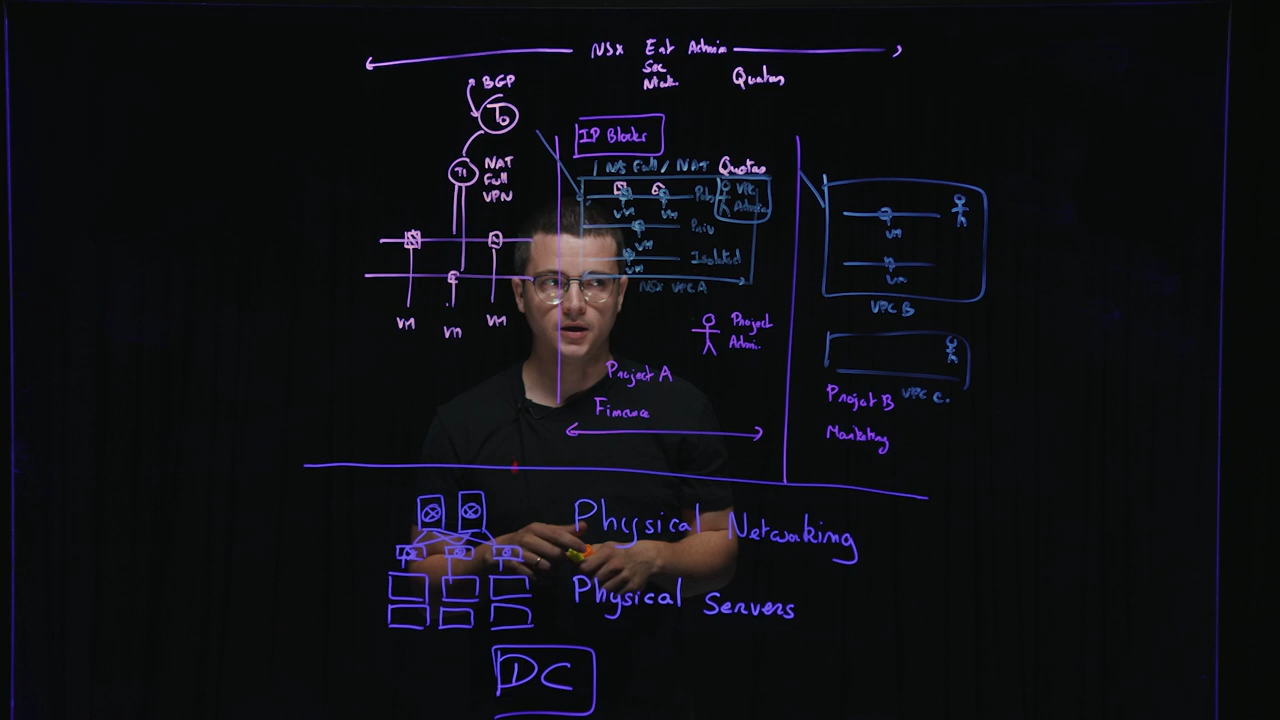 NSX Ent Admin
Sec
Quotas
BGP
T0
T1
NAT
Full
VPN
VM
VM
VM
IP Blocks
NAT
Quotas
VPC
Admin
Pub
VM
VM
Priv
VM
Isolated
VM
NSX VPC A
Project
Admin.
Project A
Finance
VM
VM
VPC B
Project B
VPC C.
Marketing
Physical Networking
Physical Servers
DC